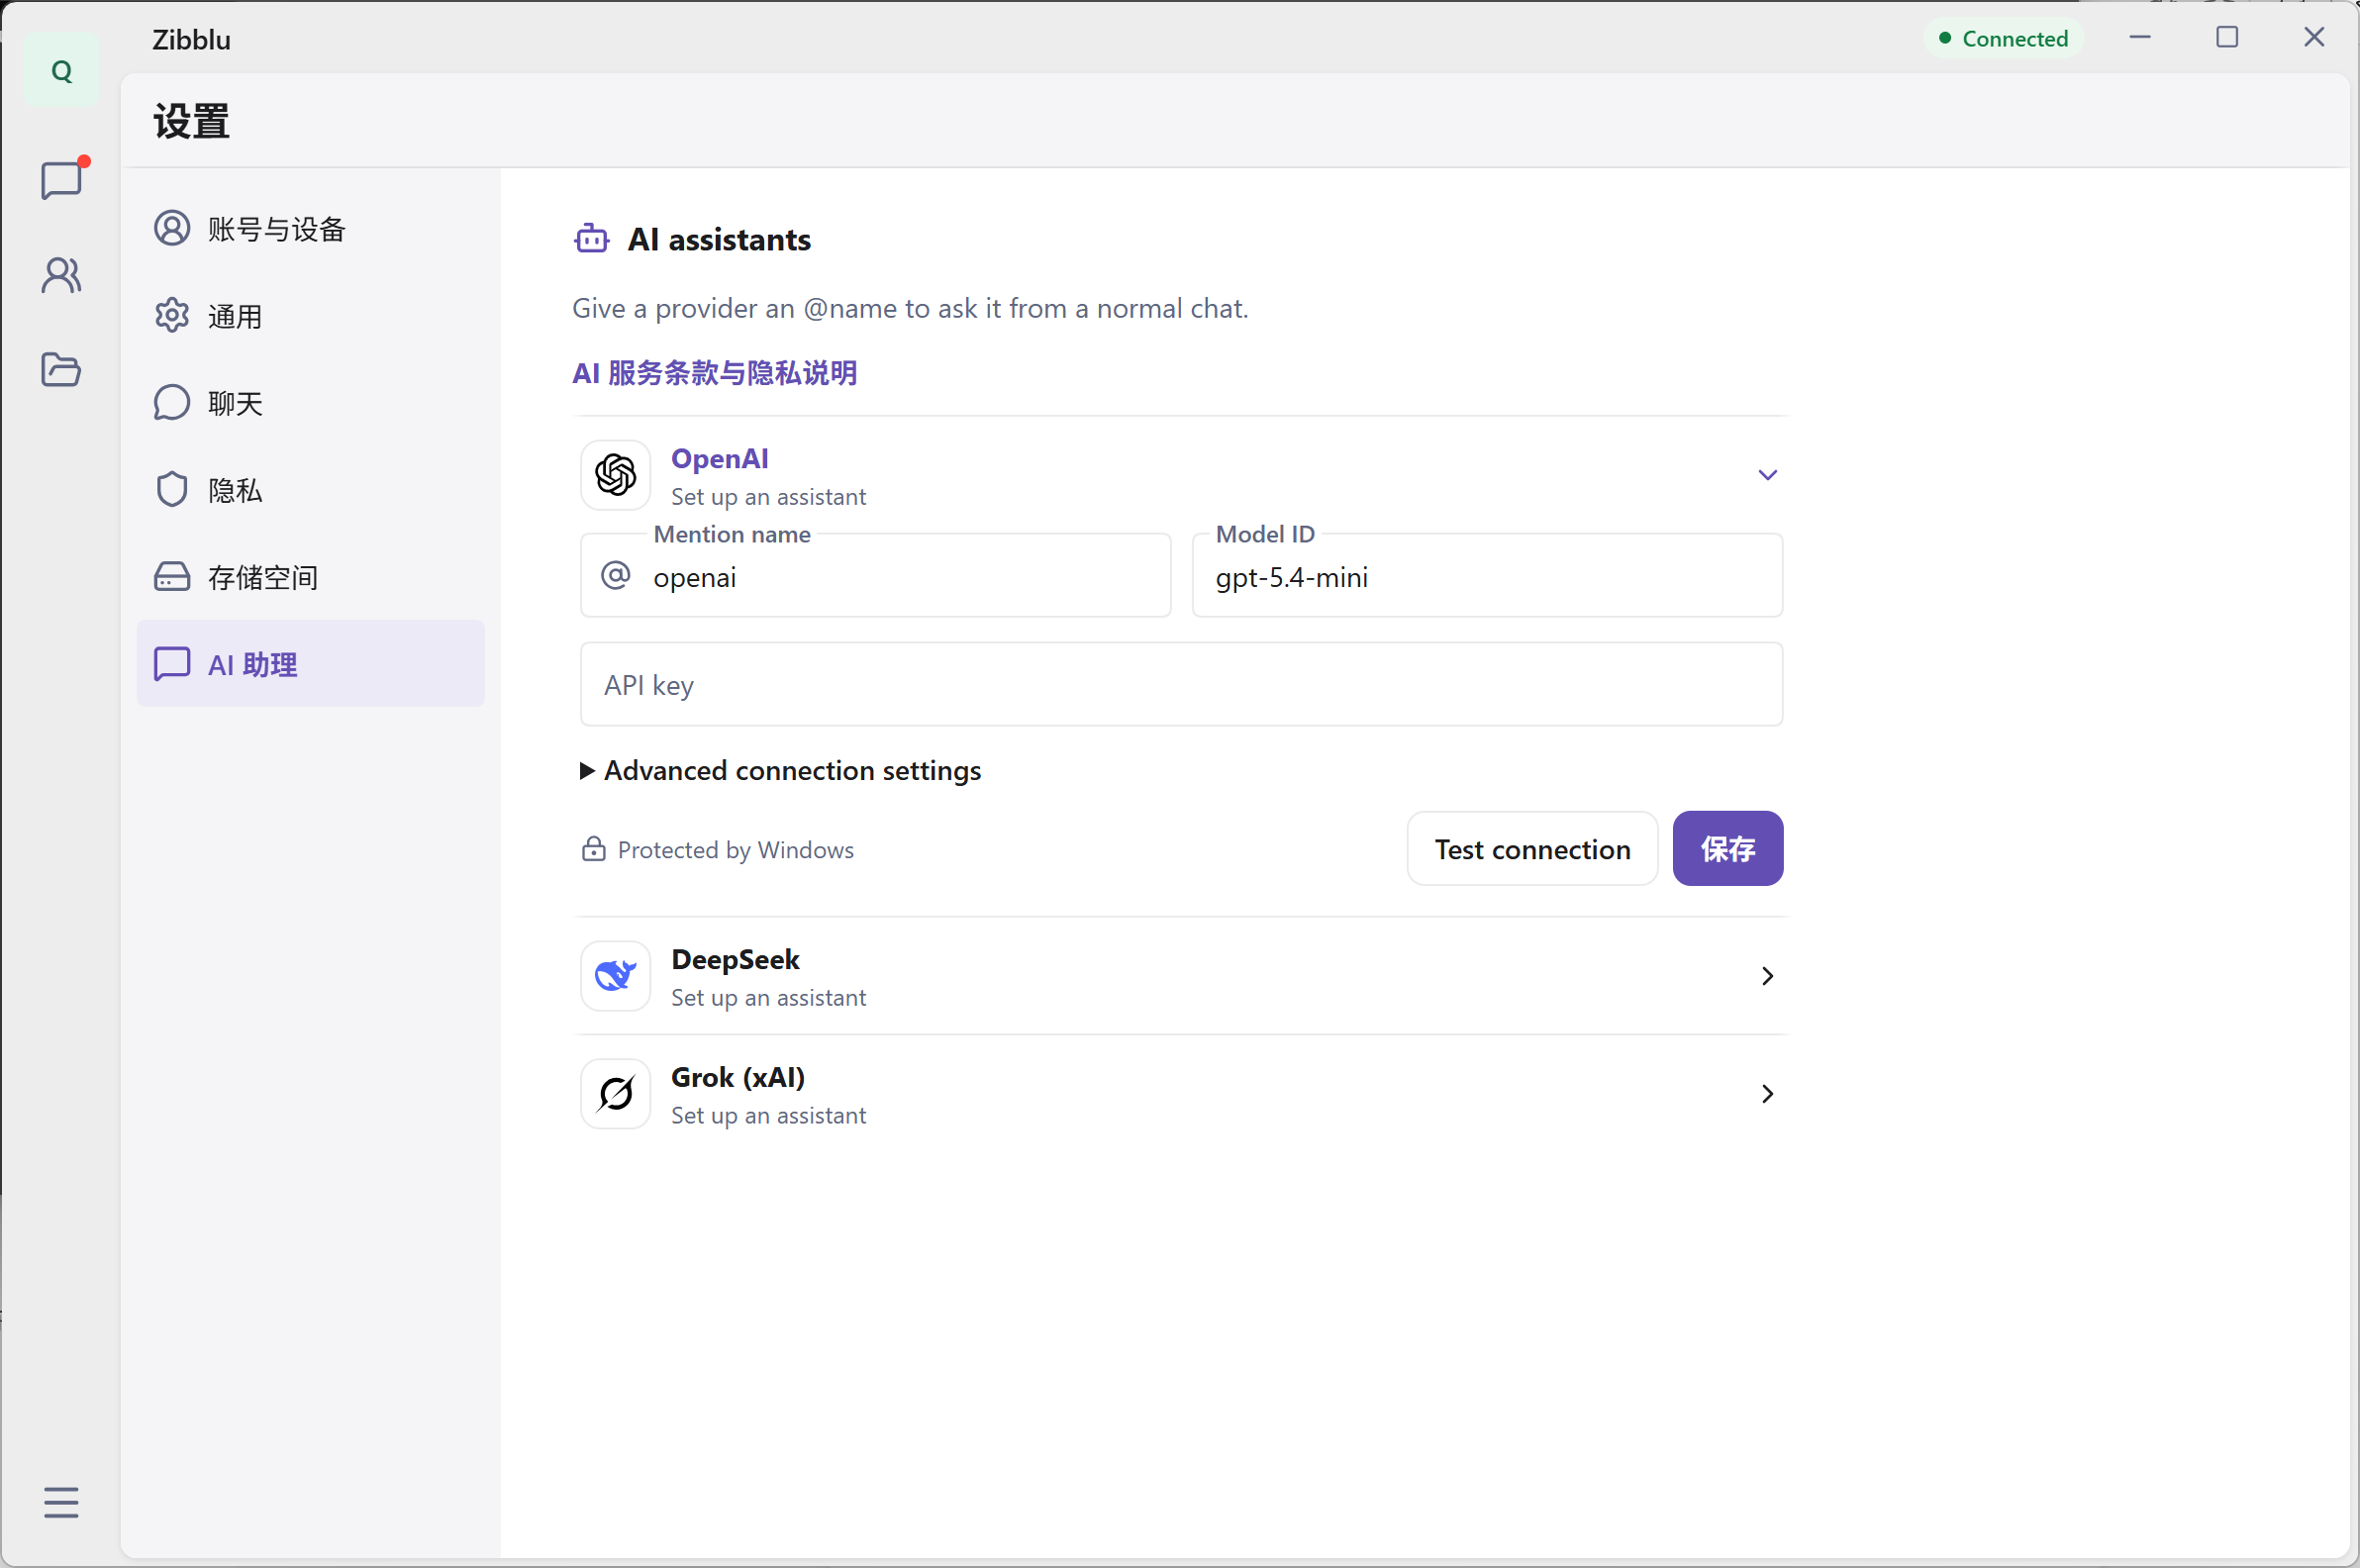 Zibblu
Connected
Q
设置
账号与设备
通用
聊天
隐私
存储空间
AI 助理
AI assistants
Give a provider an @name to ask it from a normal chat.
AI 服务条款与隐私说明
OpenAI
Set up an assistant
Mention name
@ openai
Model ID
gpt-5.4-mini
API key
Advanced connection settings
Protected by Windows
Test connection
保存
DeepSeek
Set up an assistant
Grok (xAI)
Set up an assistant